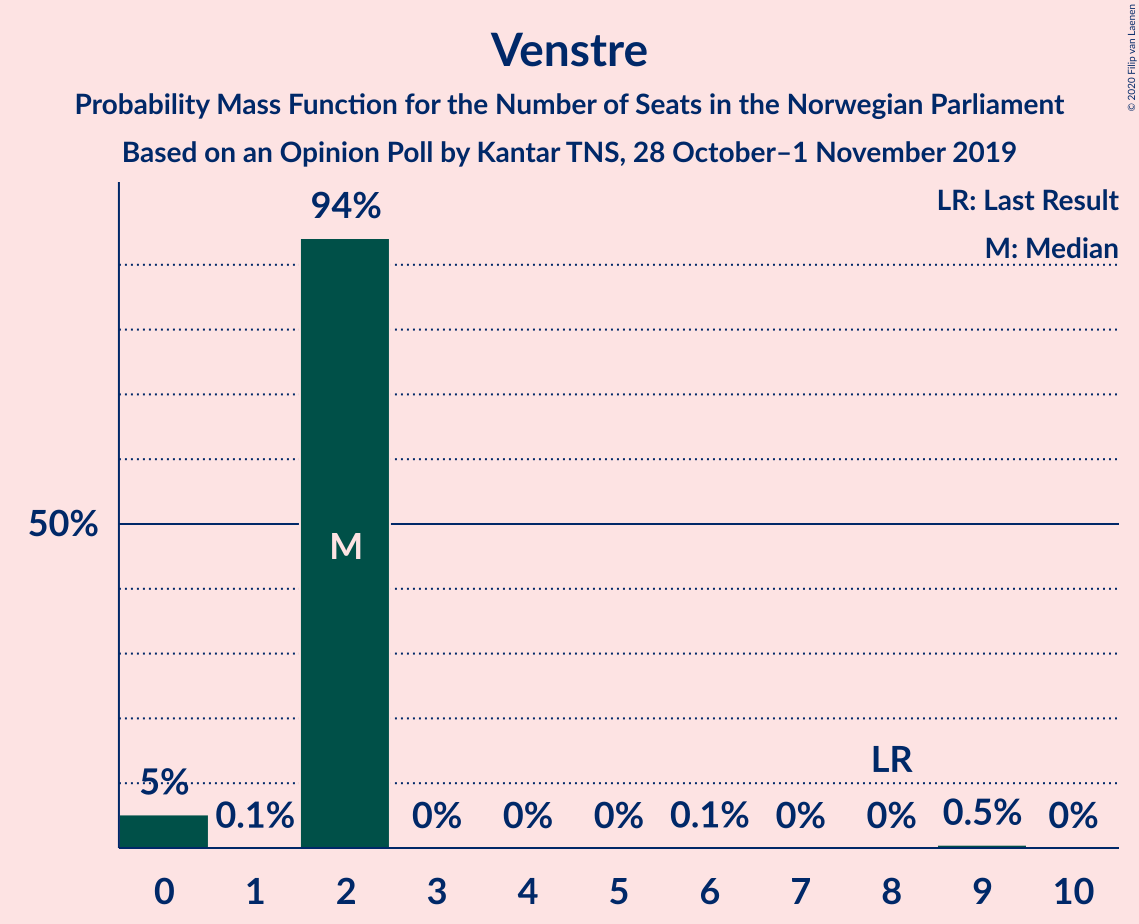 Venstre
Probability Mass Function for the Number of Seats in the Norwegian Parliament
Based on an Opinion Poll by Kantar TNS, 28 October–1 November 2019
© 2020 Filip van Laenen
LR: Last Result
M: Median
94%
50%
M
LR
5%
0.1%
0%
0%
0%
0.1%
0%
0%
0.5%
0%
0 1 2 3 4 5 6 7 8 9 10